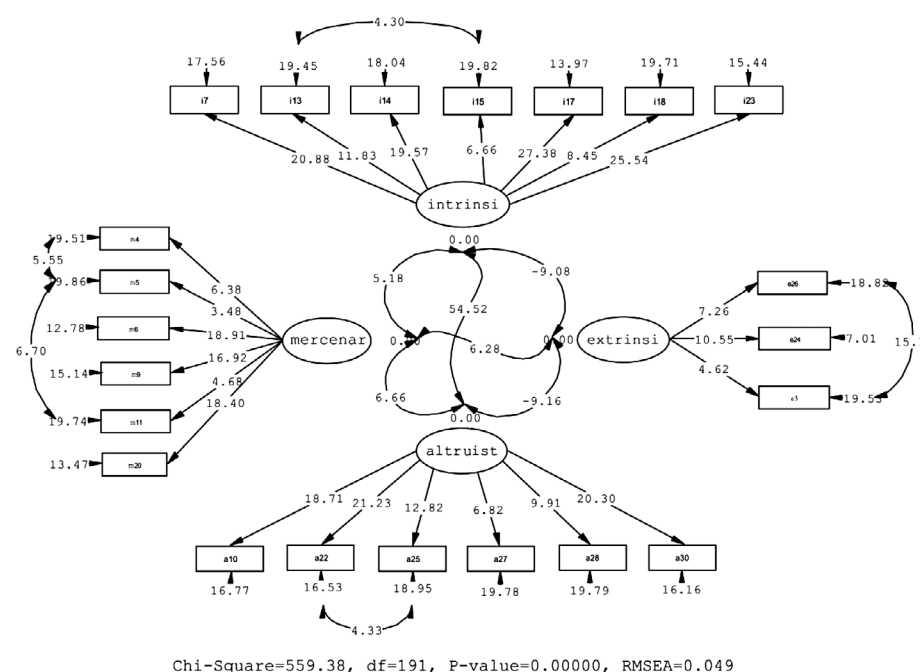 4.30
17.56 19.45 18.04 19.82 13.97 19.71 15.44
i7 i13 i14 i15 i17 i18 i23
20.88 11.83 19.57 6.66 27.38 8.45 25.54
intrinsi
19.51 m4
5.55
m5
12.78 m6
6.70
15.14 m9
19.74 m11
13.47 m20
6.38
3.48
18.91
16.92
4.68
18.40
mercenar
0.00
5.18 -9.08
54.52
6.28
6.66 -9.16
0.00
extrinsi
7.26
10.55
4.62
7.01
altruist
18.71 21.23 12.82 6.82 9.91 20.30
a10 a22 a25 a27 a28 a30
16.77 16.53 18.95 19.78 19.79 16.16
4.33
Chi-Square=559.38, df=191, P-value=0.00000, RMSEA=0.049